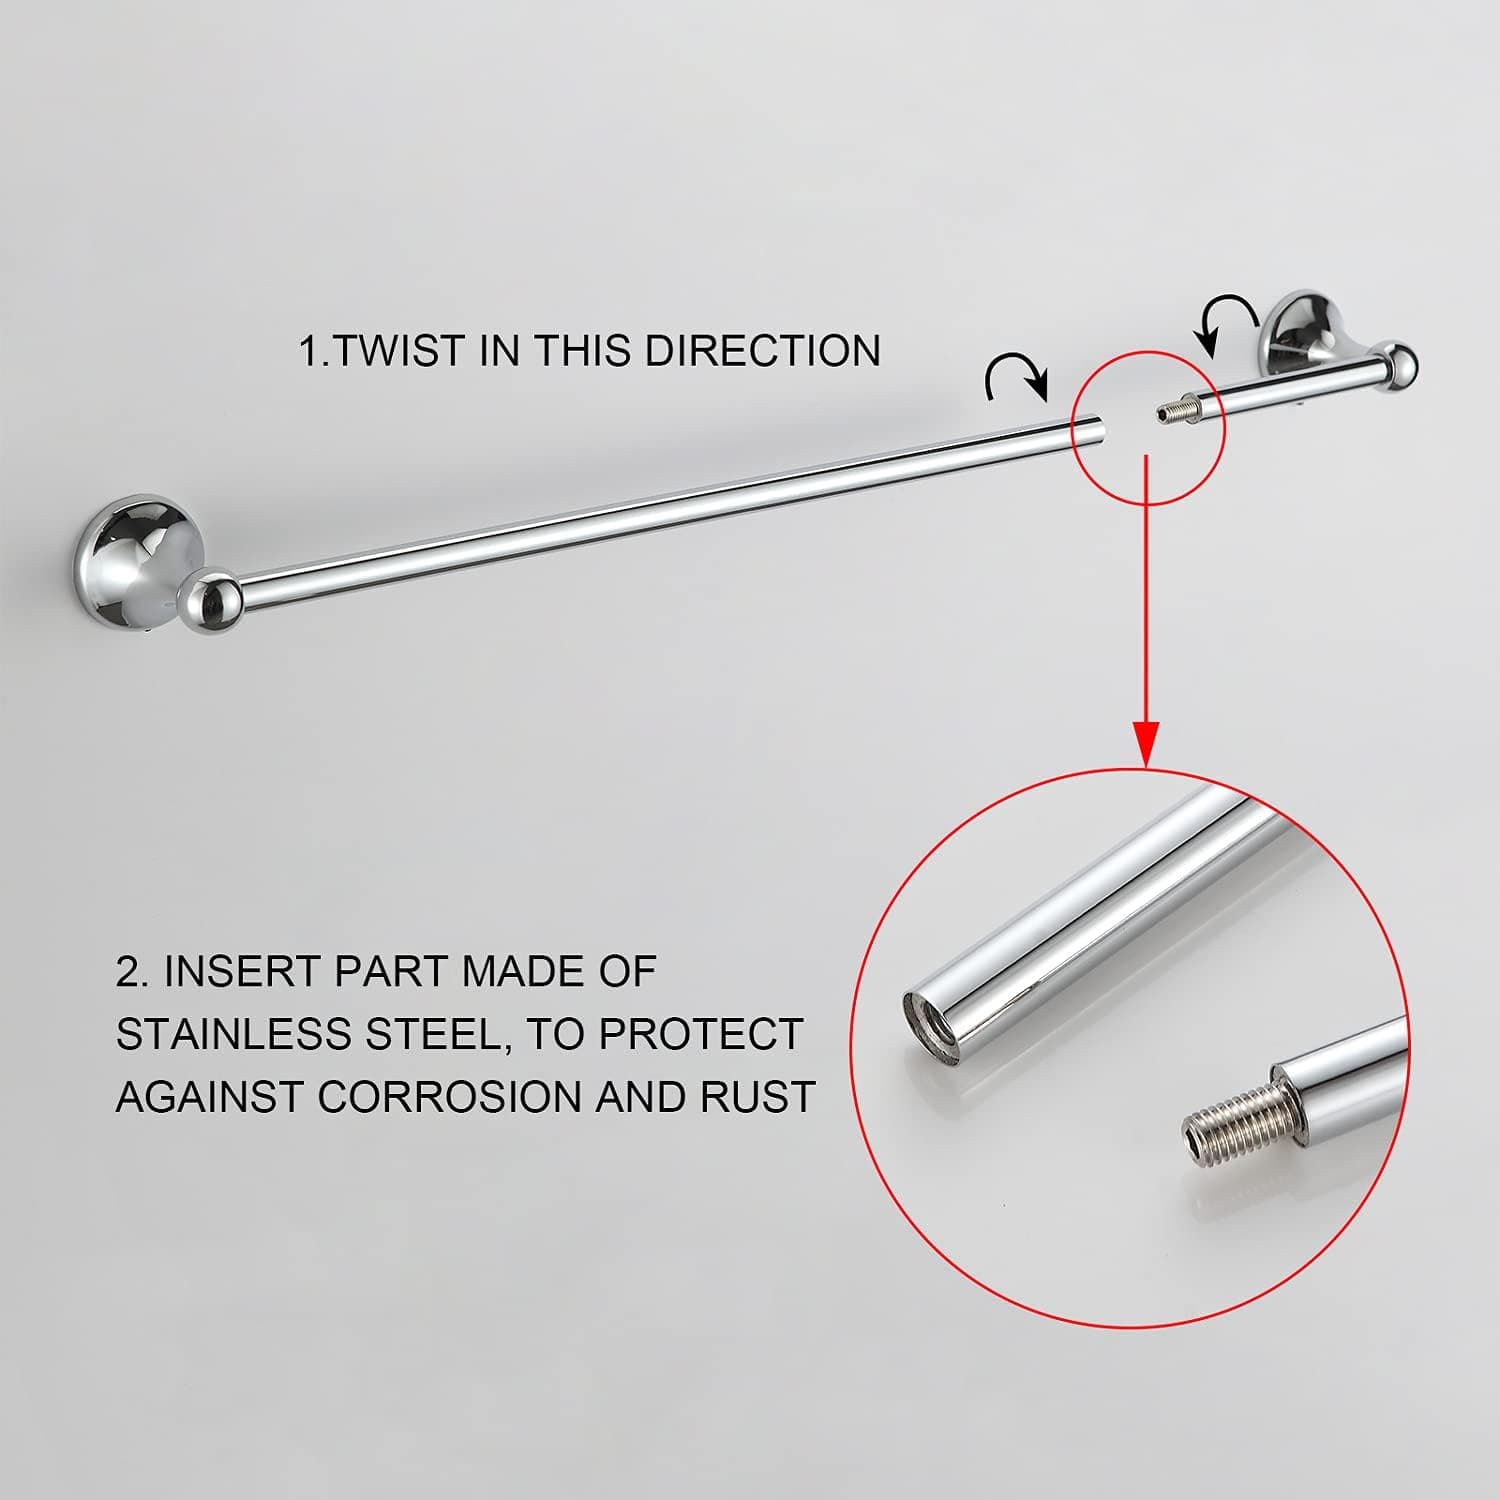 1.TWIST IN THIS DIRECTION
2. INSERT PART MADE OF
STAINLESS STEEL, TO PROTECT
AGAINST CORROSION AND RUST